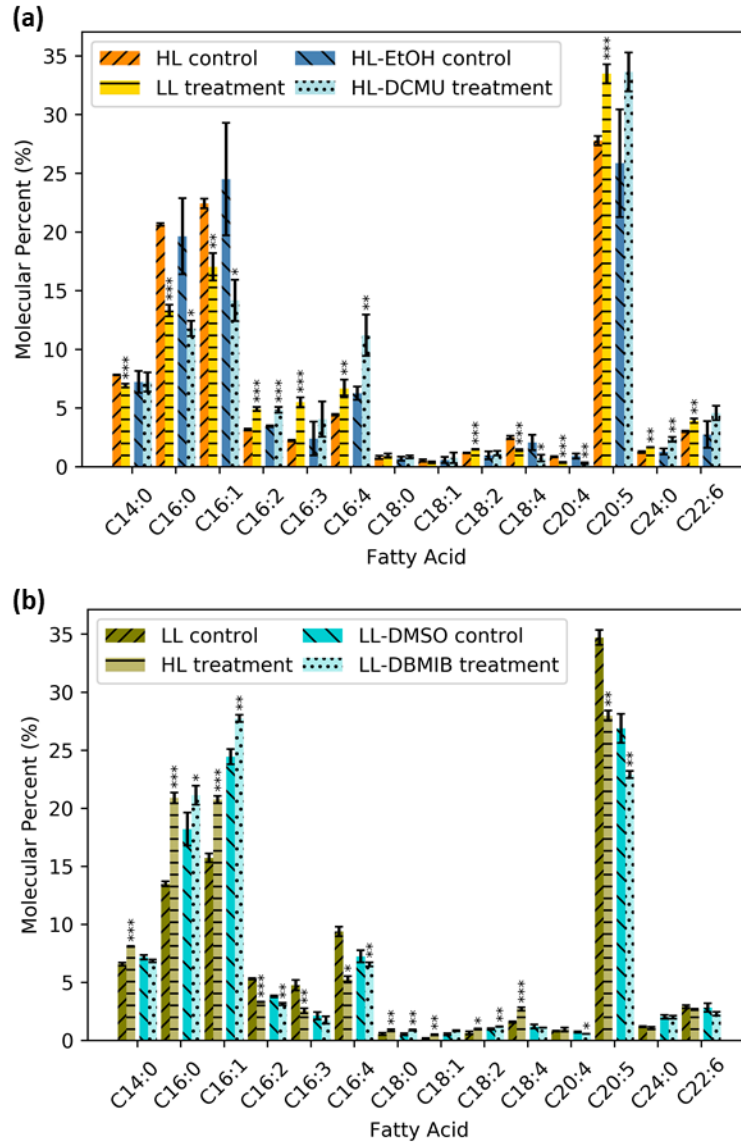 (a)
35
30
25
20
15
10
5
0
Molecular Percent (%)
HL control
LL treatment
HL-EtOH control
HL-DCMU treatment
***
***
*
**
*
***
***
***
**
**
***
***
*
***
**
***
**
**
**
C14:0
C16:0
C16:1
C16:2
C16:3
C16:4
C18:0
C18:1
C18:2
C18:4
C20:4
C20:5
C24:0
C22:6
Fatty Acid
(b)
35
30
25
20
15
10
5
0
Molecular Percent (%)
LL control
HL treatment
LL-DMSO control
LL-DBMIB treatment
***
***
*
***
**
***
**
**
*
**
**
**
**
*
**
***
*
**
**
C14:0
C16:0
C16:1
C16:2
C16:3
C16:4
C18:0
C18:1
C18:2
C18:4
C20:4
C20:5
C24:0
C22:6
Fatty Acid